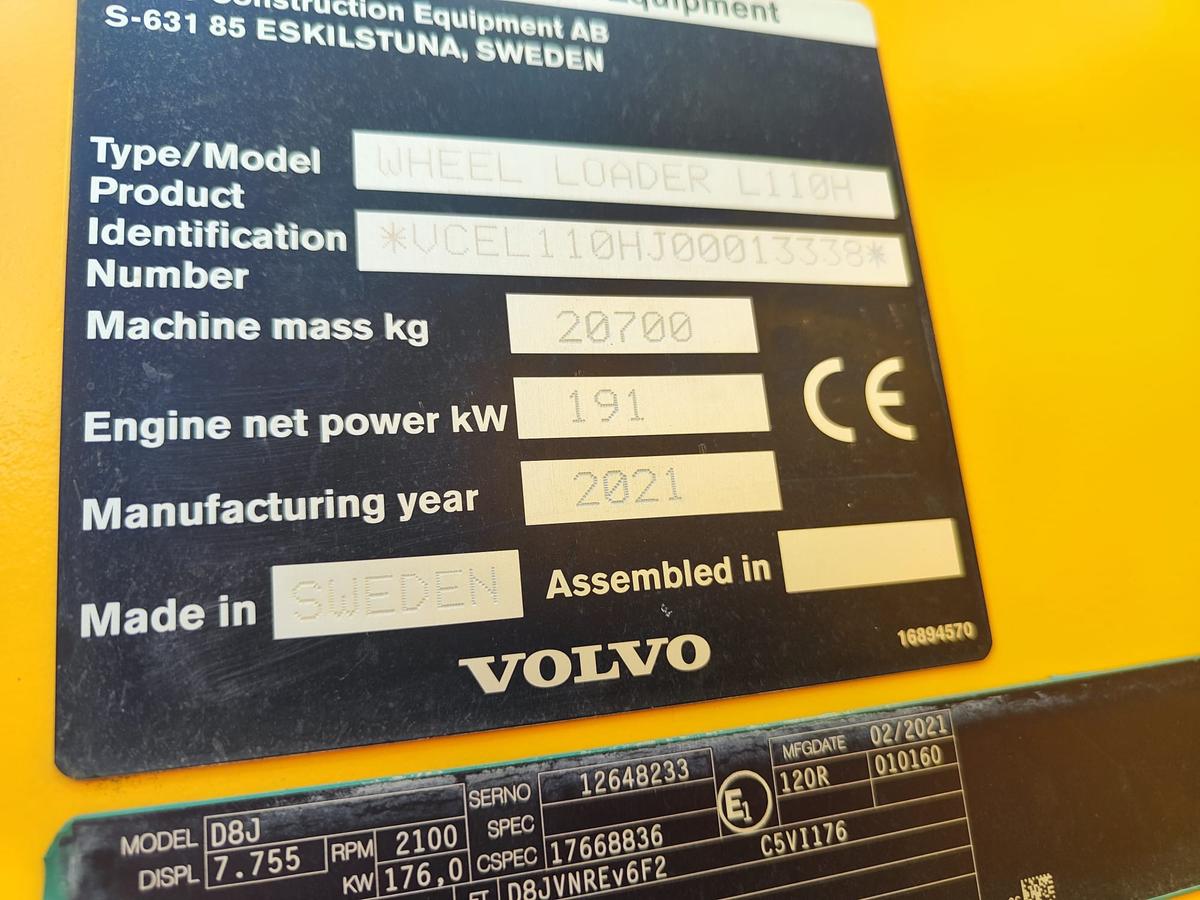 Equipment
Construction Equipment AB
S-631 85 ESKILSTUNA, SWEDEN
Type/Model WHEEL LOADER L110H
Product
Identification *VCEL110HJ00013338*
Number
Machine mass kg 20700
Engine net power kW 191
CE
Manufacturing year 2021
Made in SWEDEN Assembled in
VOLVO
16894570
MODEL D8J RPM 2100 SERNO 12648233 E1 MFGDATE 02/2021
DISPL 7.755 KW 176,0 SPEC 120R 010160
CSPEC 17668836 C5VI176
D8JVNREv6F2